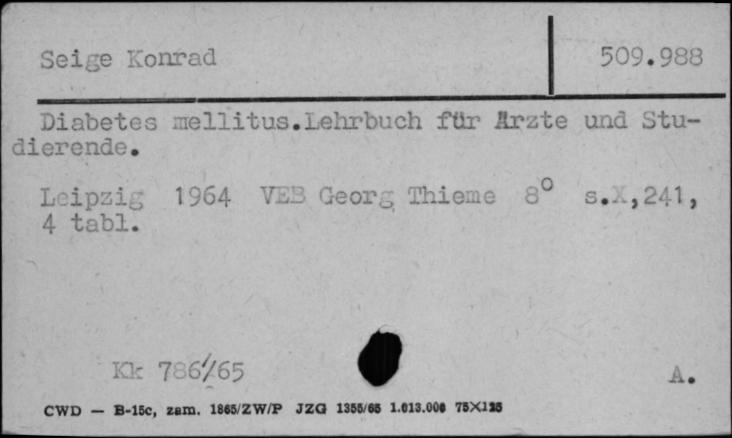 Seige Konrad 509.988
Diabetes mellitus.Lehrbuch für Ärzte und Stu-
dierende.
Leipzig 1964 VEB Georg Thieme 8° s.X,241,
4 tabl.
Kk 786/65 A.
CWD — B-15c, zam. 1865/ZW/P JZG 1355/65 1.013.000 75X125